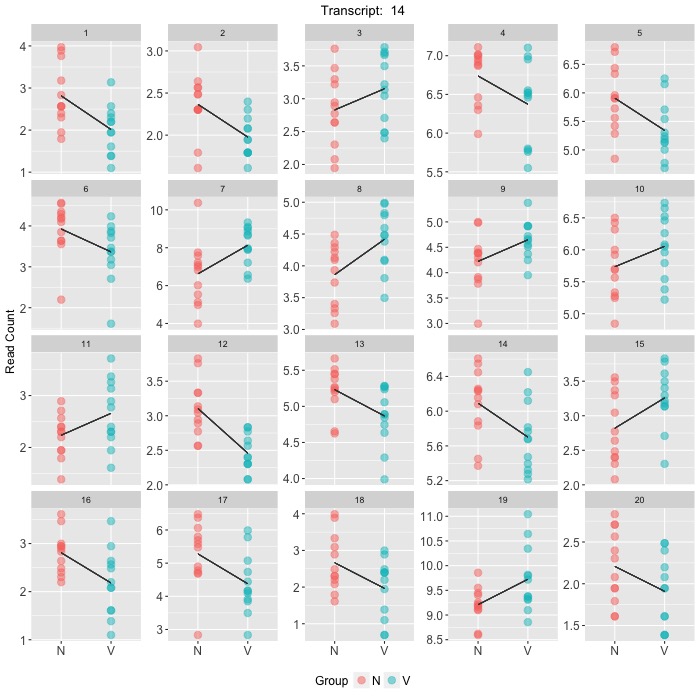 Transcript: 14
1 2 3 4 5
4 3 2 1
3.0 2.5 2.0
3.5 3.0 2.5 2.0
7.0 6.5 6.0 5.5
6.5 6.0 5.5 5.0
6 7 8 9 10
4 3 2
10 8 6 4
5.0 4.5 4.0 3.5 3.0
5.0 4.5 4.0 3.5 3.0
6.5 6.0 5.5 5.0
Read Count
11 12 13 14 15
3 2
3.5 3.0 2.5 2.0
5.5 5.0 4.5 4.0
6.4 6.0 5.6 5.2
3.5 3.0 2.5 2.0
16 17 18 19 20
3 2 1
6 5 4 3
4 3 2 1
11.0 10.5 10.0 9.5 9.0 8.5
2.5 2.0 1.5
N V N V N V N V N V
Group N V